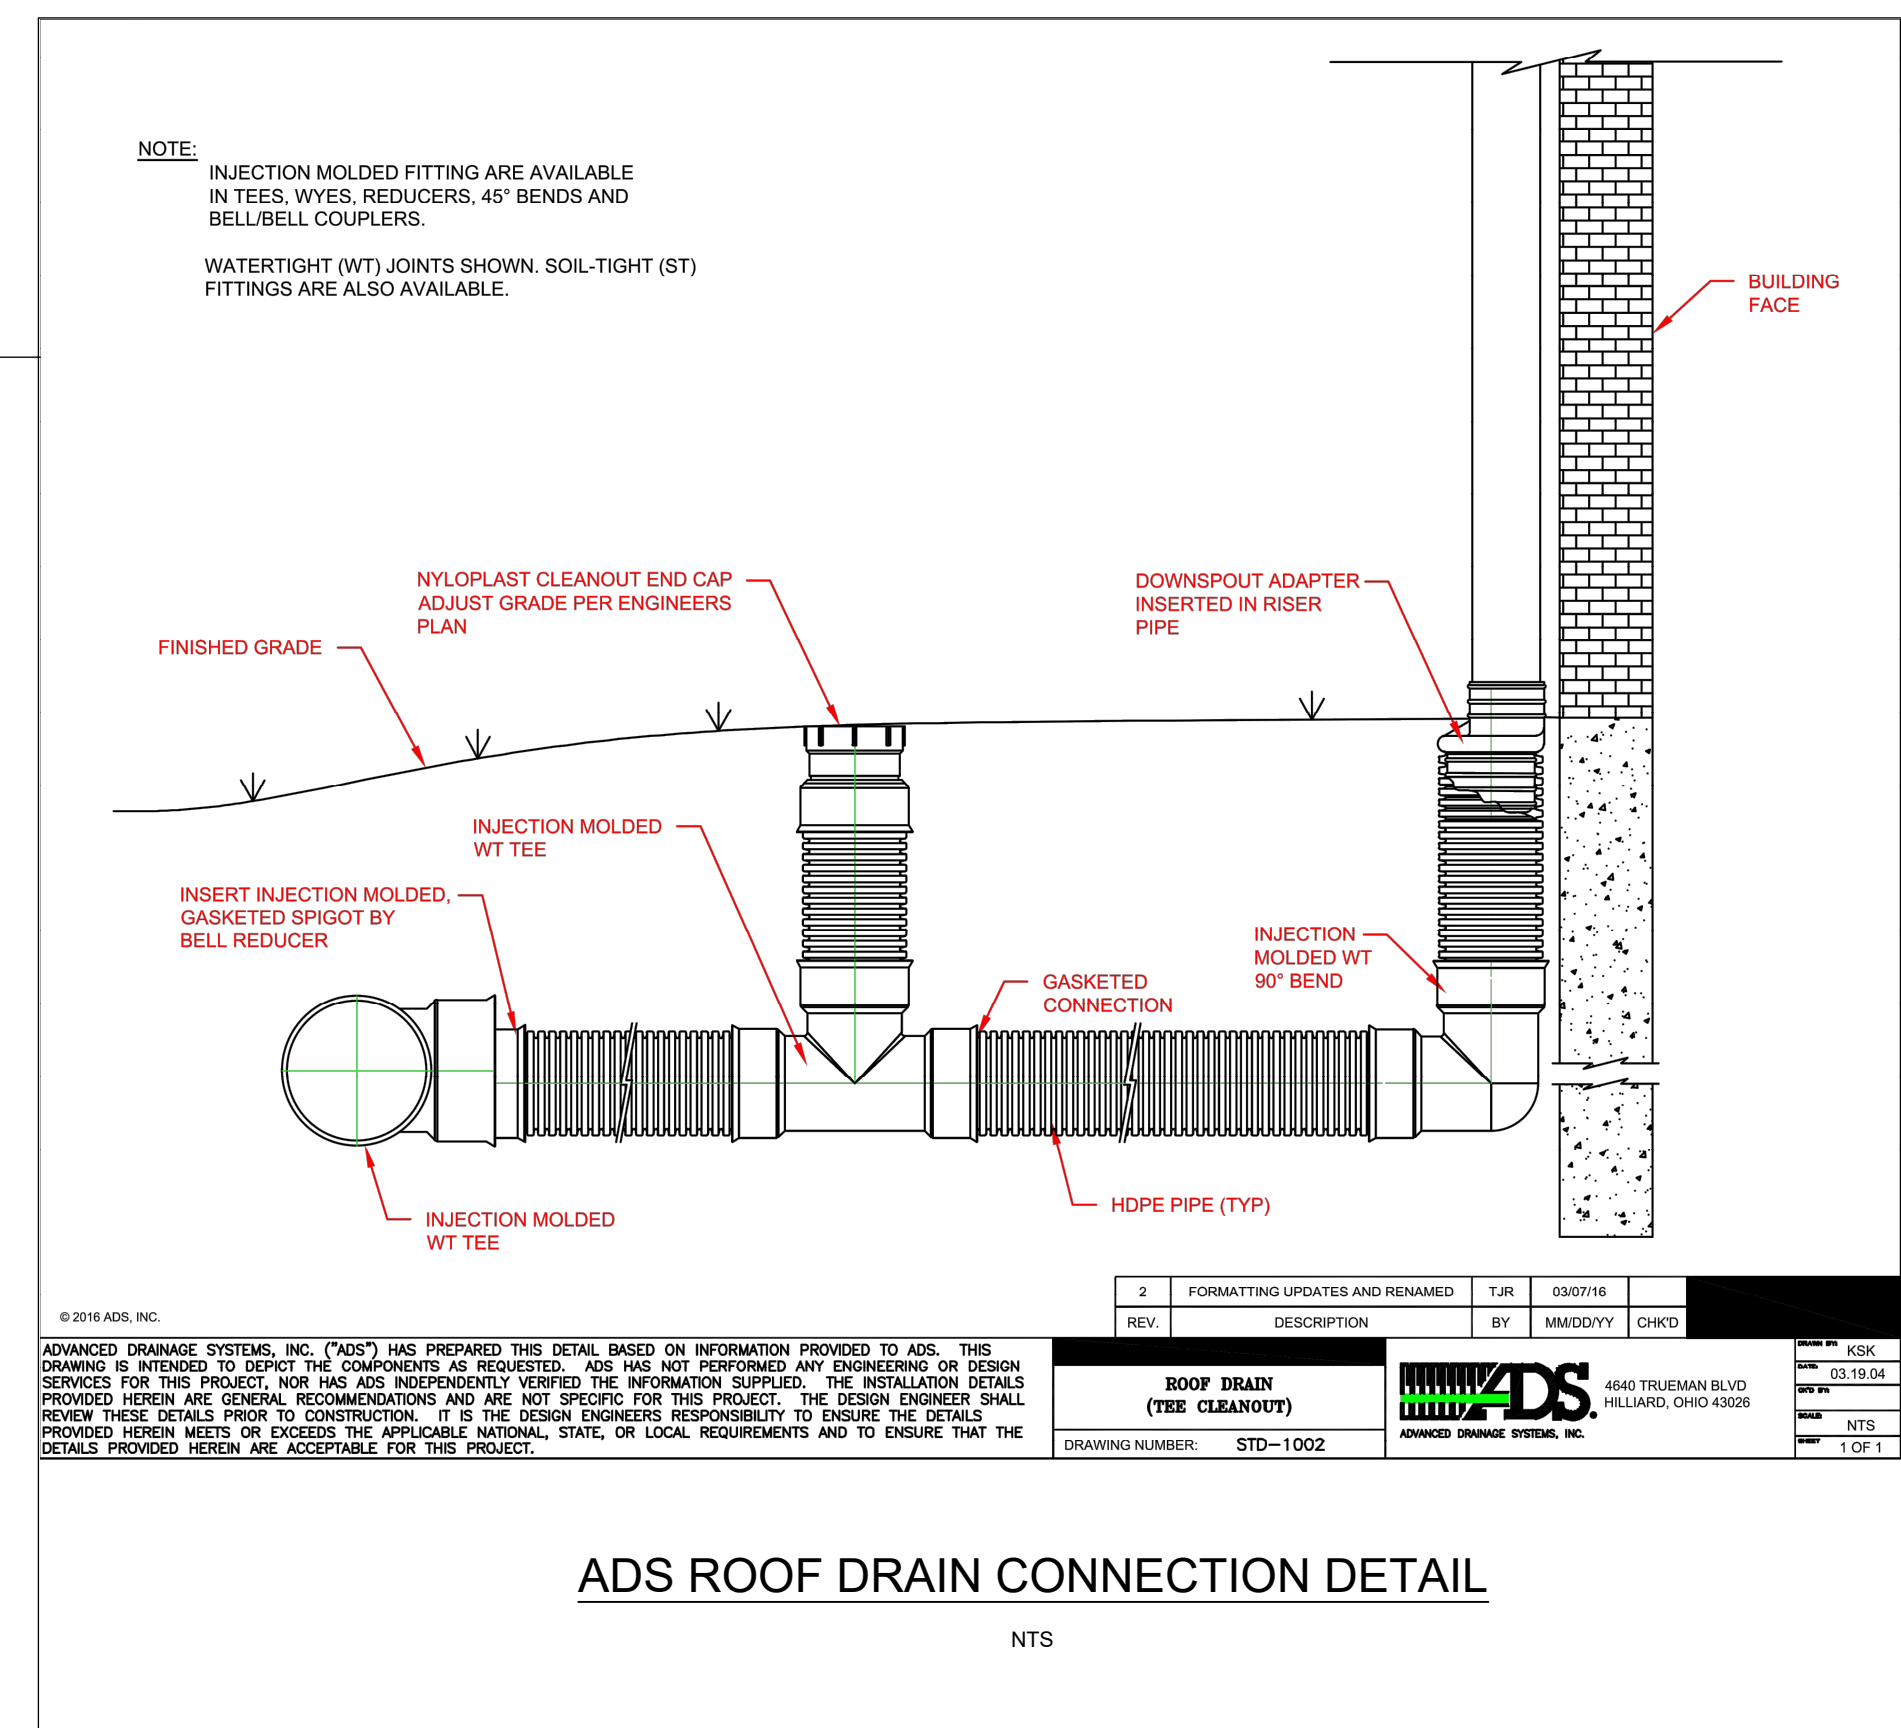 NOTE:
INJECTION MOLDED FITTING ARE AVAILABLE
IN TEES, WYES, REDUCERS, 45° BENDS AND
BELL/BELL COUPLERS.
WATERTIGHT (WT) JOINTS SHOWN. SOIL-TIGHT (ST)
FITTINGS ARE ALSO AVAILABLE.
BUILDING
FACE
NYLOPLAST CLEANOUT END CAP
ADJUST GRADE PER ENGINEERS
PLAN
DOWNSPOUT ADAPTER
INSERTED IN RISER
PIPE
FINISHED GRADE
INJECTION MOLDED
WT TEE
INSERT INJECTION MOLDED,
GASKETED SPIGOT BY
BELL REDUCER
INJECTION
MOLDED WT
90° BEND
GASKETED
CONNECTION
HDPE PIPE (TYP)
INJECTION MOLDED
WT TEE
2 FORMATTING UPDATES AND RENAMED TJR 03/07/16
REV. DESCRIPTION BY MM/DD/YY CHK'D
© 2016 ADS, INC.
ADVANCED DRAINAGE SYSTEMS, INC. ("ADS") HAS PREPARED THIS DETAIL BASED ON INFORMATION PROVIDED TO ADS. THIS
DRAWING IS INTENDED TO DEPICT THE COMPONENTS AS REQUESTED. ADS HAS NOT PERFORMED ANY ENGINEERING OR DESIGN
SERVICES FOR THIS PROJECT, NOR HAS ADS INDEPENDENTLY VERIFIED THE INFORMATION SUPPLIED. THE INSTALLATION DETAILS
PROVIDED HEREIN ARE GENERAL RECOMMENDATIONS AND ARE NOT SPECIFIC FOR THIS PROJECT. THE DESIGN ENGINEER SHALL
REVIEW THESE DETAILS PRIOR TO CONSTRUCTION. IT IS THE DESIGN ENGINEERS RESPONSIBILITY TO ENSURE THE DETAILS
PROVIDED HEREIN MEETS OR EXCEEDS THE APPLICABLE NATIONAL, STATE, OR LOCAL REQUIREMENTS AND TO ENSURE THAT THE
DETAILS PROVIDED HEREIN ARE ACCEPTABLE FOR THIS PROJECT.
ROOF DRAIN
(TEE CLEANOUT)
DRAWING NUMBER: STD-1002
ADS.
ADVANCED DRAINAGE SYSTEMS, INC.
4640 TRUEMAN BLVD
HILLIARD, OHIO 43026
DRAWN BY:
KSK
DATE:
03.19.04
CK'D BY:
SCALE:
NTS
SHEET
1 OF 1
ADS ROOF DRAIN CONNECTION DETAIL
NTS